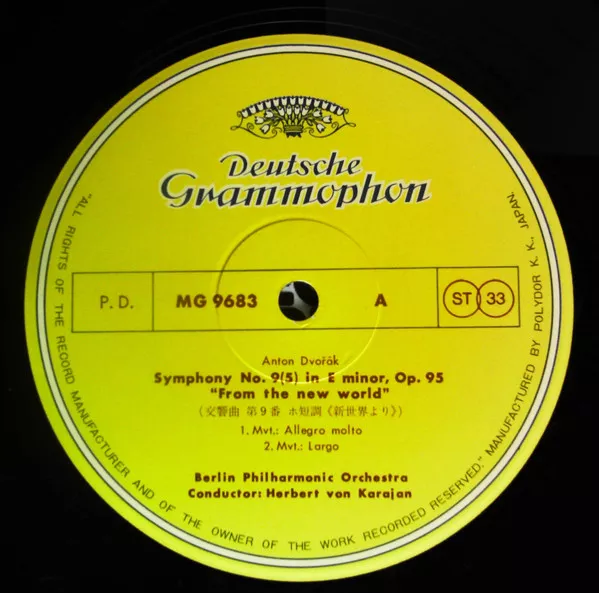 Deutsche
Grammophon
P. D.
MG 9683
A
ST 33
Anton Dvořák
Symphony No. 9(5) in E minor, Op. 95
"From the new world"
(交響曲 第9番 ホ短調《新世界より》)
1. Mvt.: Allegro molto
2. Mvt.: Largo
Berlin Philharmonic Orchestra
Conductor: Herbert von Karajan
"ALL RIGHTS OF THE RECORD MANUFACTURER AND OF THE OWNER OF THE WORK RECORDED RESERVED." MANUFACTURED BY POLYDOR K. K., JAPAN.